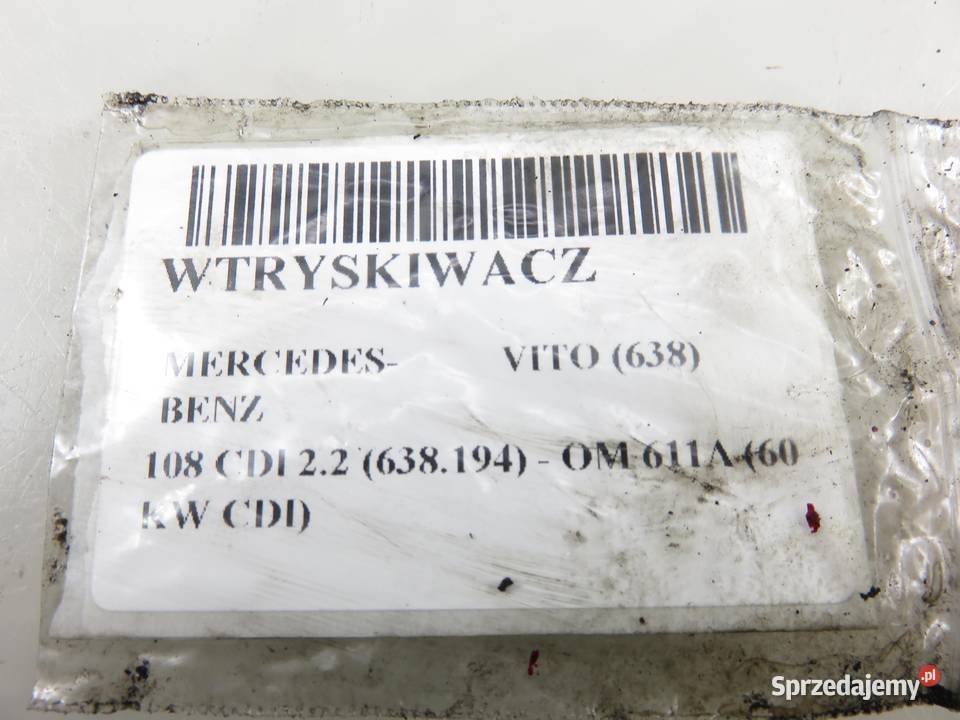 WTRYSKIWACZ
MERCEDES- VITO (638)
BENZ
108 CDI 2.2 (638.194) - OM 611A (60
KW CDI)
Sprzedajemy.pl